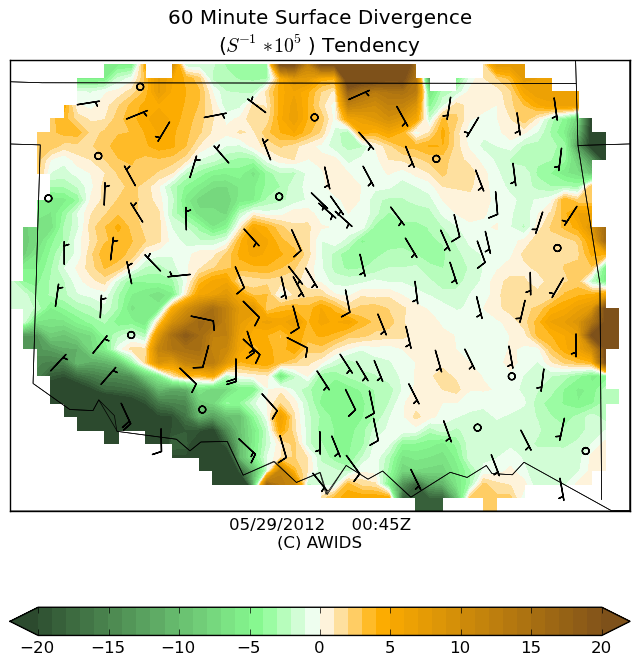 60 Minute Surface Divergence
(S⁻¹ * 10⁵ ) Tendency
05/29/2012 00:45Z
(C) AWIDS
−20 −15 −10 −5 0 5 10 15 20